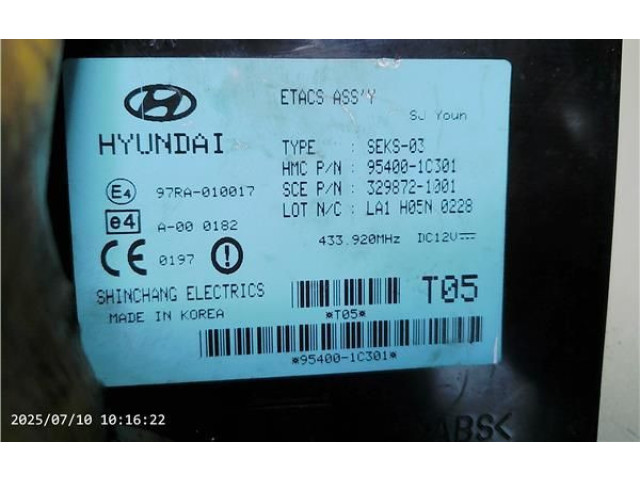 ETACS ASS'Y
SJ Youn
HYUNDAI
TYPE : SEKS-03
HMC P/N : 95400-1C301
SCE P/N : 329872-1001
LOT N/C : LA1 H05N 0228
E4 97RA-010017
e4 A-00 0182
433.920MHz DC12V
CE 0197
SHINCHANG ELECTRICS
MADE IN KOREA
*T05*
T05
*95400-1C301*
ABS<
2025/07/10 10:16:22